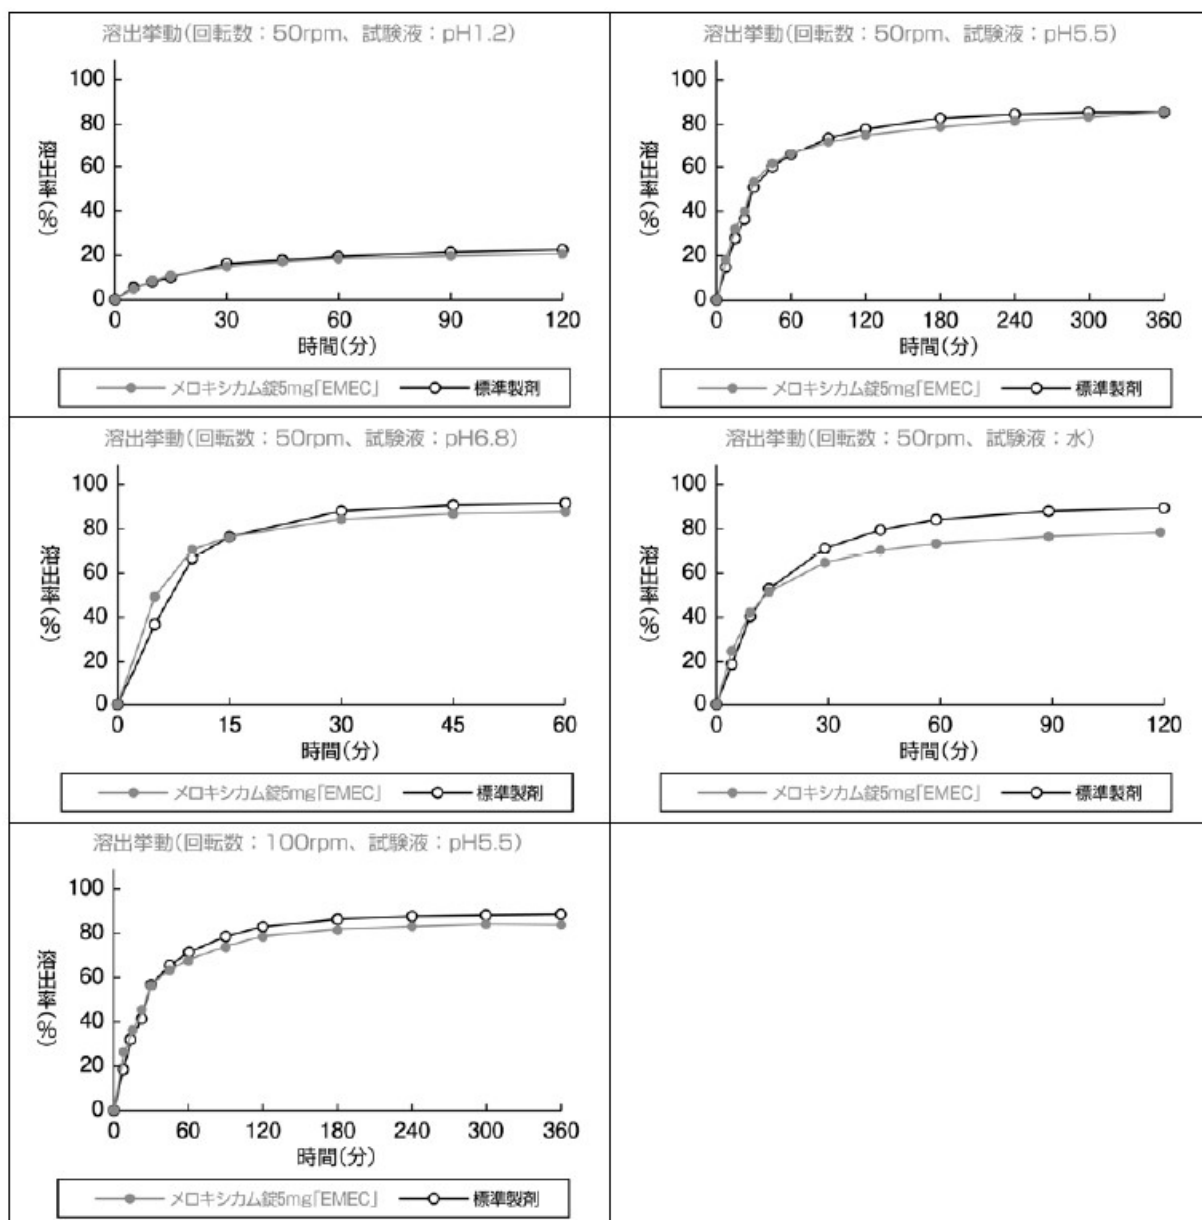 溶出挙動(回転数：50rpm、試験液：pH1.2)
溶出率(%)
100
80
60
40
20
0
0 30 60 90 120
時間(分)
メロキシカム錠5mg「EMEC」 標準製剤
溶出挙動(回転数：50rpm、試験液：pH5.5)
溶出率(%)
100
80
60
40
20
0
0 60 120 180 240 300 360
時間(分)
メロキシカム錠5mg「EMEC」 標準製剤
溶出挙動(回転数：50rpm、試験液：pH6.8)
溶出率(%)
100
80
60
40
20
0
0 15 30 45 60
時間(分)
メロキシカム錠5mg「EMEC」 標準製剤
溶出挙動(回転数：50rpm、試験液：水)
溶出率(%)
100
80
60
40
20
0
0 30 60 90 120
時間(分)
メロキシカム錠5mg「EMEC」 標準製剤
溶出挙動(回転数：100rpm、試験液：pH5.5)
溶出率(%)
100
80
60
40
20
0
0 60 120 180 240 300 360
時間(分)
メロキシカム錠5mg「EMEC」 標準製剤